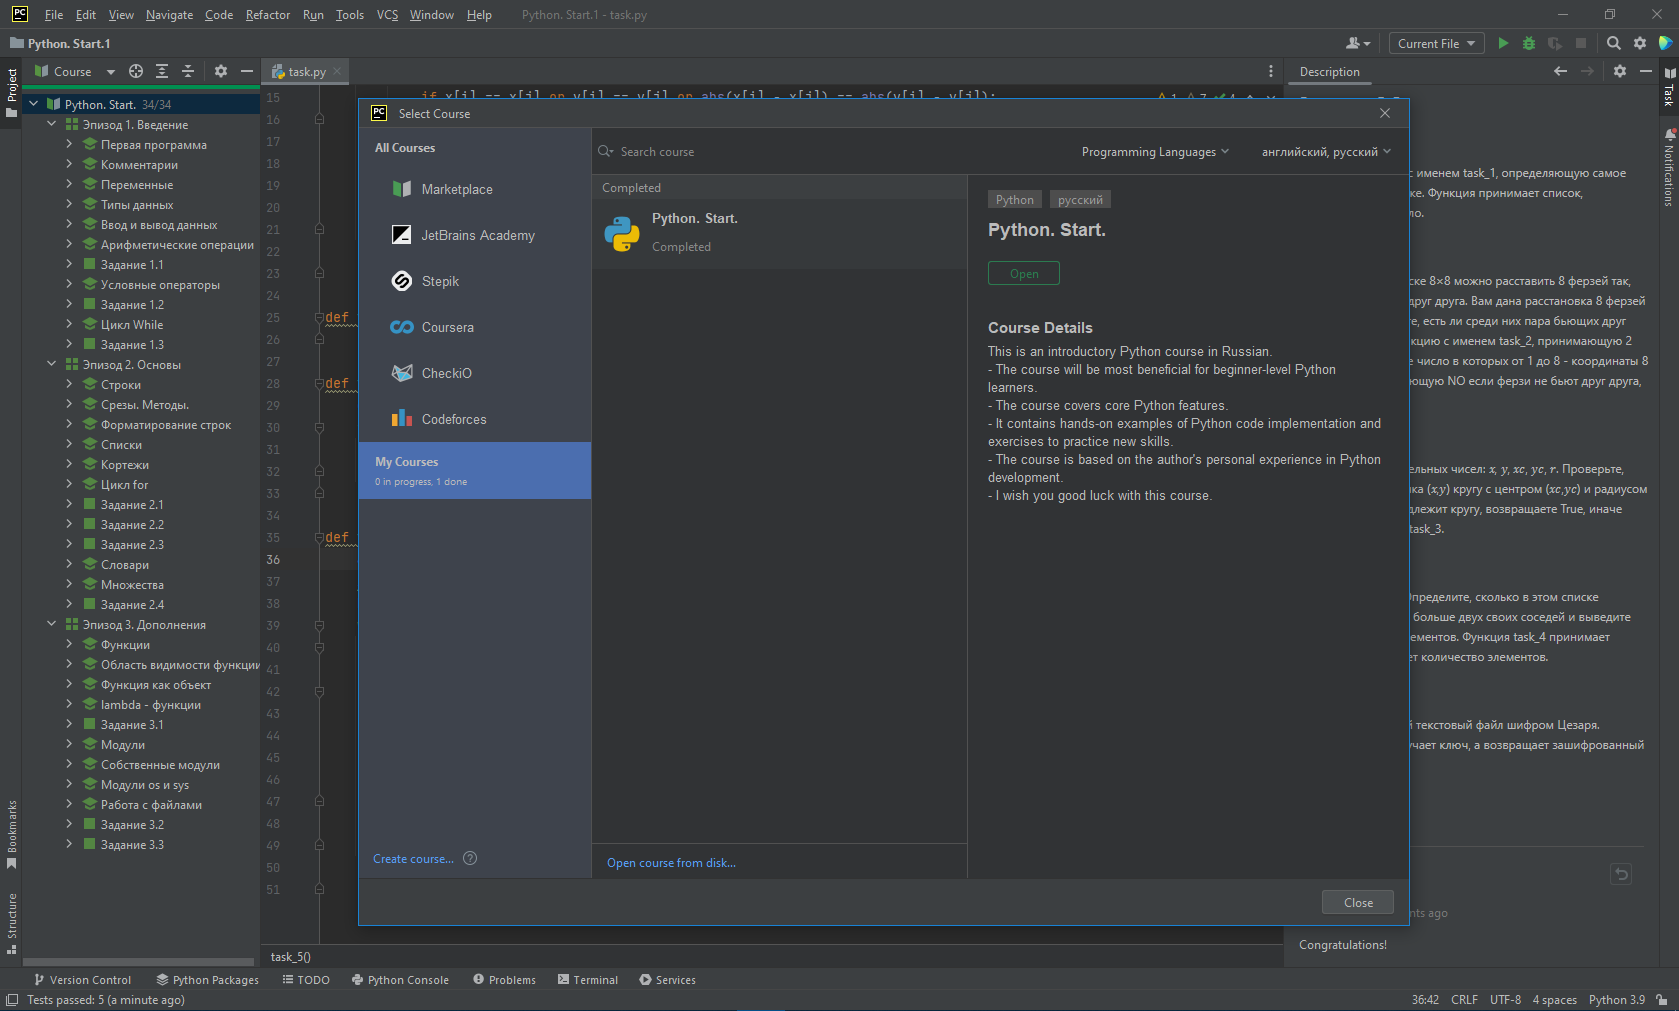 PC File Edit View Navigate Code Refactor Run Tools VCS Window Help Python. Start.1 - task.py
Python. Start.1
Current File
Project
Course
task.py
Description
Task
Notifications
Python. Start. 34/34
Эпизод 1. Введение
Первая программа
Комментарии
Переменные
Типы данных
Ввод и вывод данных
Арифметические операции
Задание 1.1
Условные операторы
Задание 1.2
Цикл While
Задание 1.3
Эпизод 2. Основы
Строки
Срезы. Методы.
Форматирование строк
Списки
Кортежи
Цикл for
Задание 2.1
Задание 2.2
Задание 2.3
Словари
Множества
Задание 2.4
Эпизод 3. Дополнения
Функции
Область видимости функции
Функция как объект
lambda - функции
Задание 3.1
Модули
Собственные модули
Модули os и sys
Работа с файлами
Задание 3.2
Задание 3.3
Bookmarks
Structure
15
16
17
18
19
20
21
22
23
24
25 def
26
27
28 def
29
30
31
32
33
34
35 def
36
37
38
39
40
41
42
43
44
45
46
47
48
49
50
51
PC Select Course
All Courses
Marketplace
JetBrains Academy
Stepik
Coursera
CheckiO
Codeforces
My Courses
0 in progress, 1 done
Create course... ?
Search course
Programming Languages
английский, русский
Completed
Python. Start.
Completed
Open course from disk...
Python русский
Python. Start.
Open
Course Details
This is an introductory Python course in Russian.
- The course will be most beneficial for beginner-level Python
learners.
- The course covers core Python features.
- It contains hands-on examples of Python code implementation and
exercises to practice new skills.
- The course is based on the author's personal experience in Python
development.
- I wish you good luck with this course.
Close
с именем task_1, определяющую самое
ке. Функция принимает список,
ло.
ске 8×8 можно расставить 8 ферзей так,
друг друга. Вам дана расстановка 8 ферзей
те, есть ли среди них пара бьющих друг
нкцию с именем task_2, принимающую 2
е число в которых от 1 до 8 - координаты 8
ющую NO если ферзи не бьют друг друга,
ельных чисел: x, y, xc, yc, r. Проверьте,
ка (x,y) кругу с центром (xc,yc) и радиусом
длежит кругу, возвращаете True, иначе
task_3.
Определите, сколько в этом списке
больше двух своих соседей и выведите
ементов. Функция task_4 принимает
ет количество элементов.
й текстовый файл шифром Цезаря.
учает ключ, а возвращает зашифрованный
nts ago
Congratulations!
task_5()
Version Control Python Packages TODO Python Console Problems Terminal Services
Tests passed: 5 (a minute ago)
36:42 CRLF UTF-8 4 spaces Python 3.9